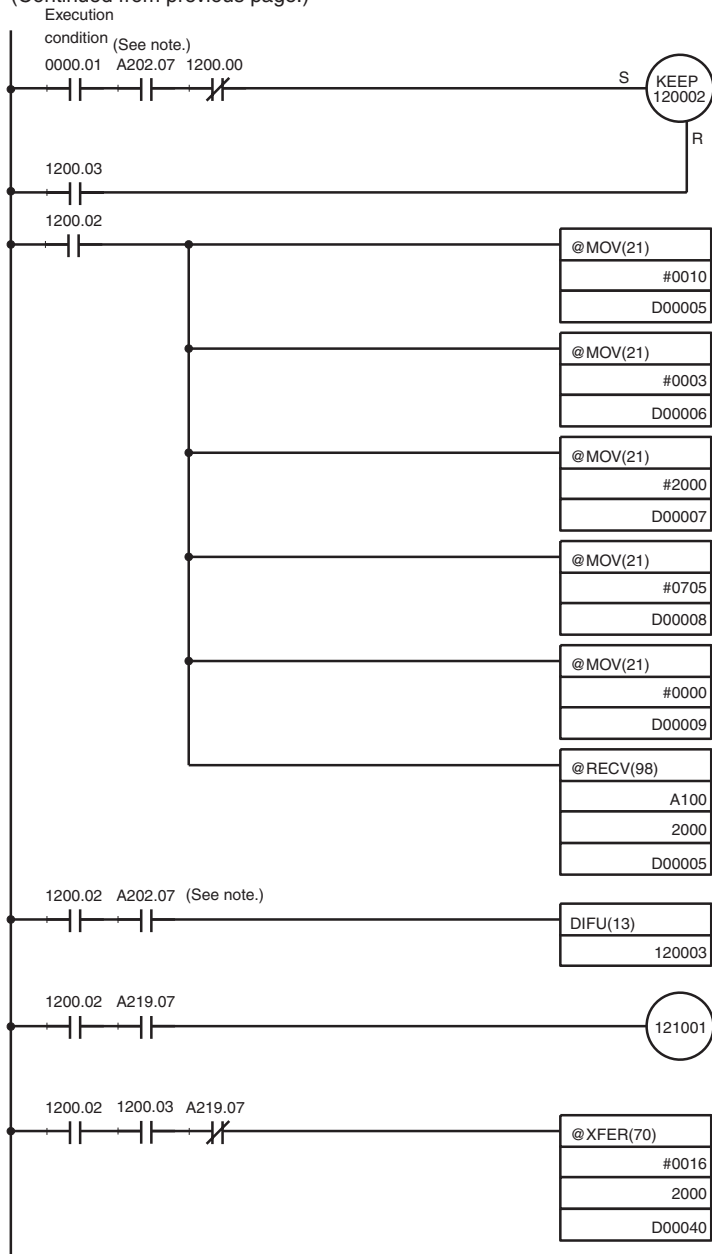 (Continued from previous page.)
Execution
condition (See note.)
0000.01 A202.07 1200.00
S
KEEP
120002
R
1200.03
1200.02
@MOV(21)
#0010
D00005
@MOV(21)
#0003
D00006
@MOV(21)
#2000
D00007
@MOV(21)
#0705
D00008
@MOV(21)
#0000
D00009
@RECV(98)
A100
2000
D00005
1200.02 A202.07 (See note.)
DIFU(13)
120003
1200.02 A219.07
121001
1200.02 1200.03 A219.07
@XFER(70)
#0016
2000
D00040